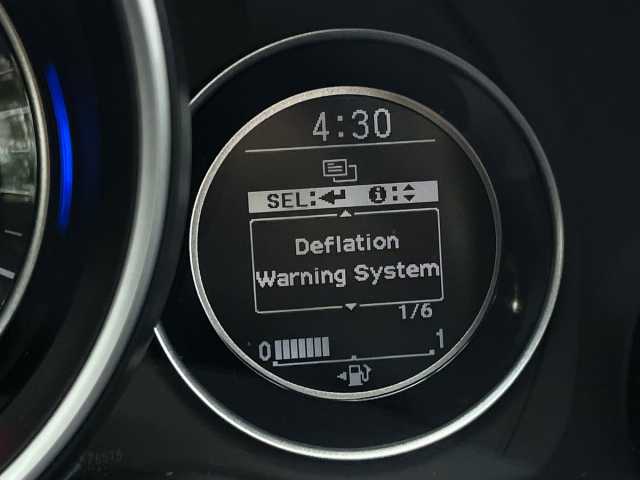 4:30
SEL: i:
Deflation
Warning System
1/6
0 1